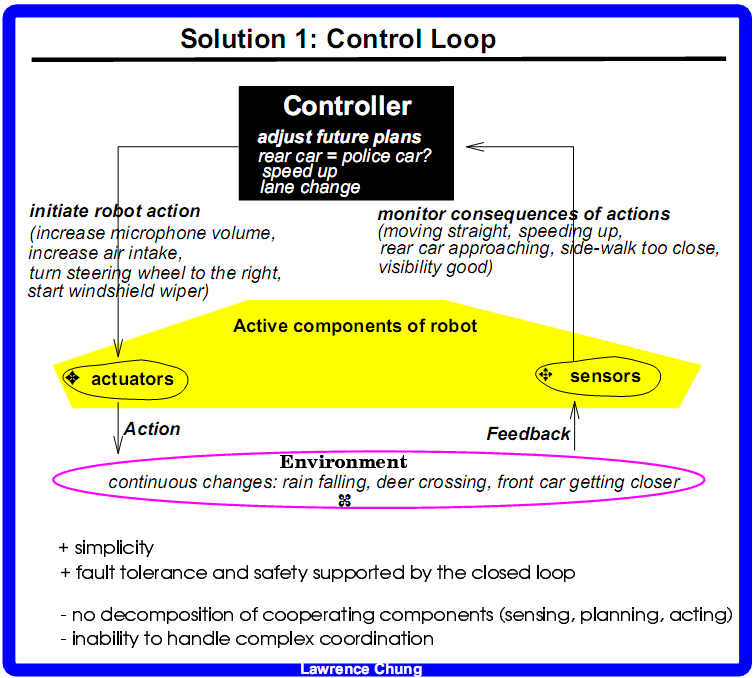 Solution 1: Control Loop
Controller
adjust future plans
rear car = police car?
speed up
lane change
initiate robot action
(increase microphone volume,
increase air intake,
turn steering wheel to the right,
start windshield wiper)
monitor consequences of actions
(moving straight, speeding up,
rear car approaching, side-walk too close,
visibility good)
Active components of robot
actuators
sensors
Action
Feedback
Environment
continuous changes: rain falling, deer crossing, front car getting closer
+ simplicity
+ fault tolerance and safety supported by the closed loop
- no decomposition of cooperating components (sensing, planning, acting)
- inability to handle complex coordination
Lawrence Chung